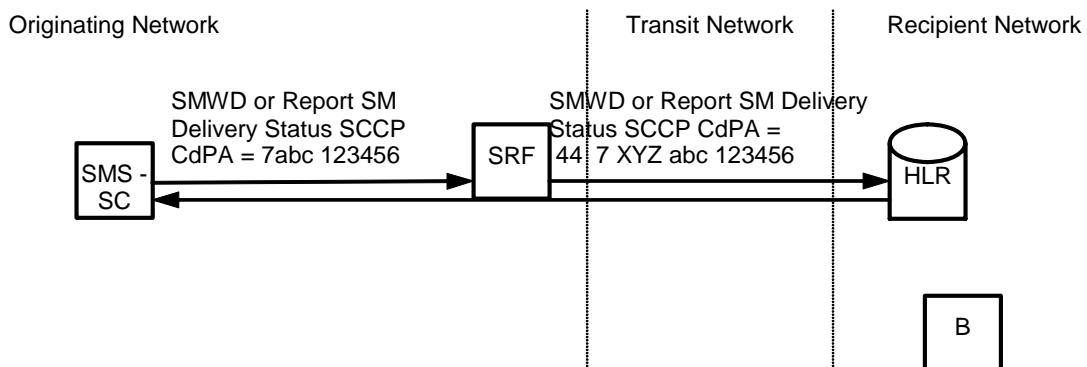 Originating Network
Transit Network
Recipient Network
SMWD or Report SM
Delivery Status SCCP
CdPA = 7abc 123456
SMWD or Report SM Delivery
Status SCCP CdPA =
44 7 XYZ abc 123456
SMS -
SC
SRF
HLR
B